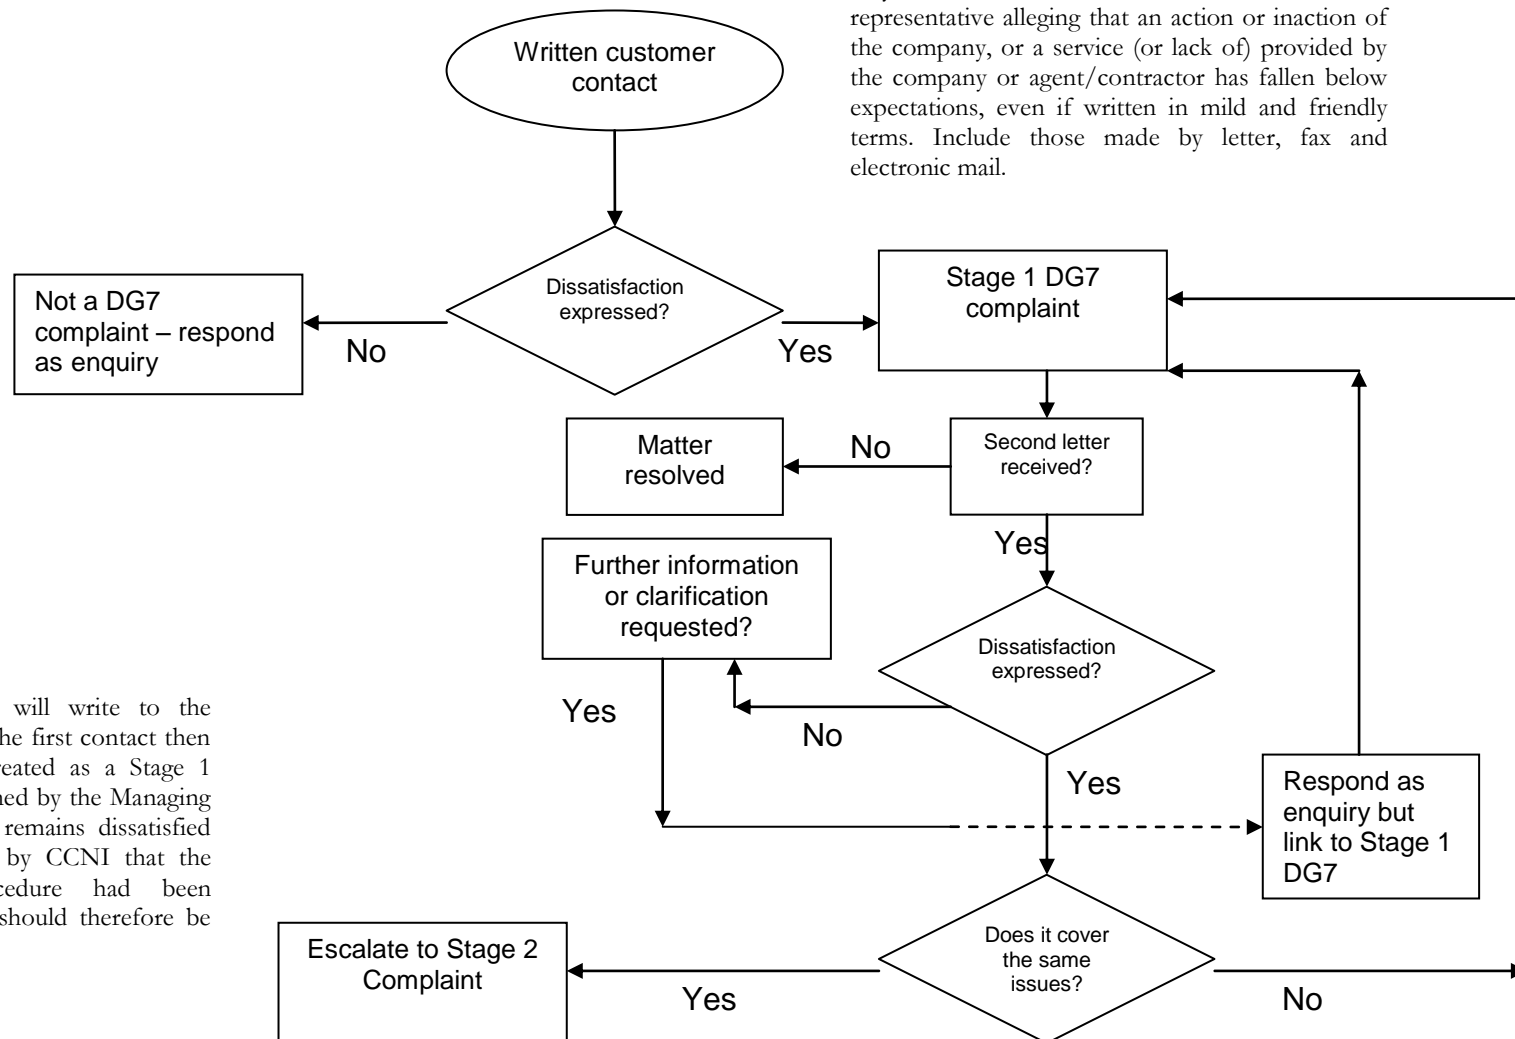 representative alleging that an action or inaction of
the company, or a service (or lack of) provided by
the company or agent/contractor has fallen below
expectations, even if written in mild and friendly
terms. Include those made by letter, fax and
electronic mail.
Written customer
contact
Dissatisfaction
expressed?
No
Yes
Not a DG7
complaint – respond
as enquiry
Stage 1 DG7
complaint
Second letter
received?
No
Matter
resolved
Yes
Further information
or clarification
requested?
Dissatisfaction
expressed?
No
Yes
Yes
Respond as
enquiry but
link to Stage 1
DG7
will write to the
he first contact then
reated as a Stage 1
ned by the Managing
remains dissatisfied
by CCNI that the
cedure had been
should therefore be
Does it cover
the same
issues?
Yes
No
Escalate to Stage 2
Complaint